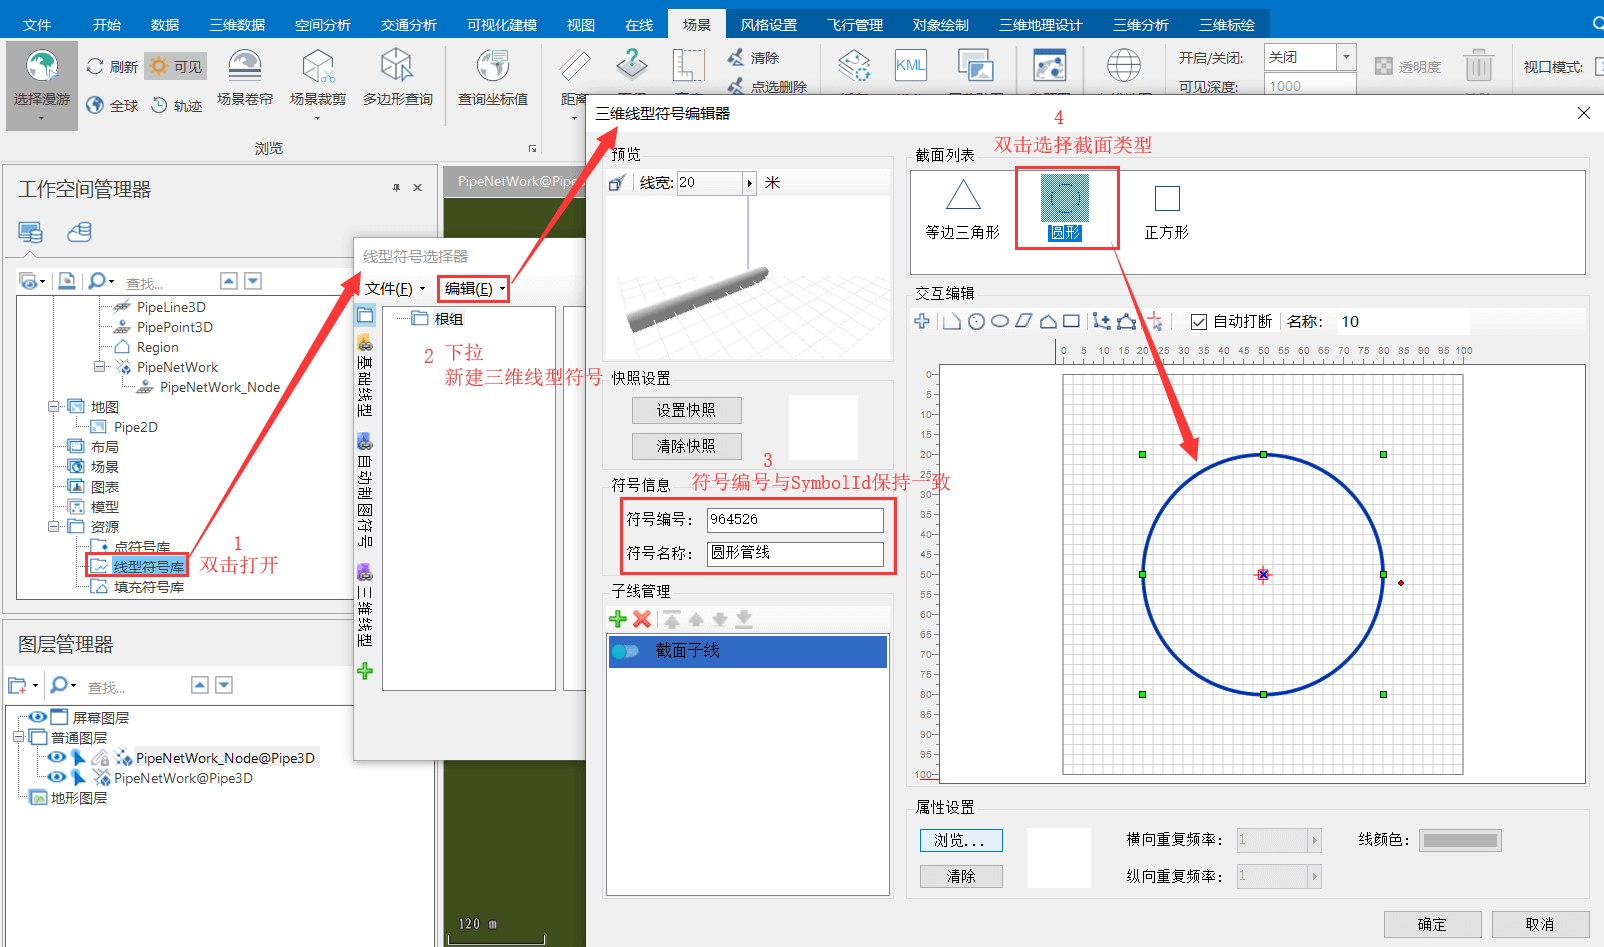 文件 开始 数据 三维数据 空间分析 交通分析 可视化建模 视图 在线 场景 风格设置 飞行管理 对象绘制 三维地理设计 三维分析 三维标绘
选择漫游 刷新 可见 全球 轨迹 场景卷帘 场景裁剪 多边形查询 查询坐标值 距离 清除 点选删除 KML 开启/关闭: 关闭 可见深度: 1000 透明度 视口模式:
浏览
工作空间管理器
查找...
PipeLine3D
PipePoint3D
Region
PipeNetWork
PipeNetWork_Node
地图
Pipe2D
布局
场景
图表
模型
资源
点符号库
线型符号库
填充符号库
1
双击打开
图层管理器
查找...
屏幕图层
普通图层
PipeNetWork_Node@Pipe3D
PipeNetWork@Pipe3D
地形图层
PipeNetWork@Pipe
线型符号选择器
文件(F) 编辑(E)
根组
基础线型
自动制图符号
三维线型
2 下拉
新建三维线型符号
120 m
三维线型符号编辑器
预览
线宽: 20 米
快照设置
设置快照
清除快照
3
符号编号与SymbolId保持一致
符号信息
符号编号: 964526
符号名称: 圆形管线
子线管理
截面子线
4
双击选择截面类型
截面列表
等边三角形 圆形 正方形
交互编辑
自动打断 名称: 10
0 5 10 15 20 25 30 35 40 45 50 55 60 65 70 75 80 85 90 95 100
0
5
10
15
20
25
30
35
40
45
50
55
60
65
70
75
80
85
90
95
100
属性设置
浏览... 横向重复频率: 1 线颜色:
清除 纵向重复频率: 1
确定 取消